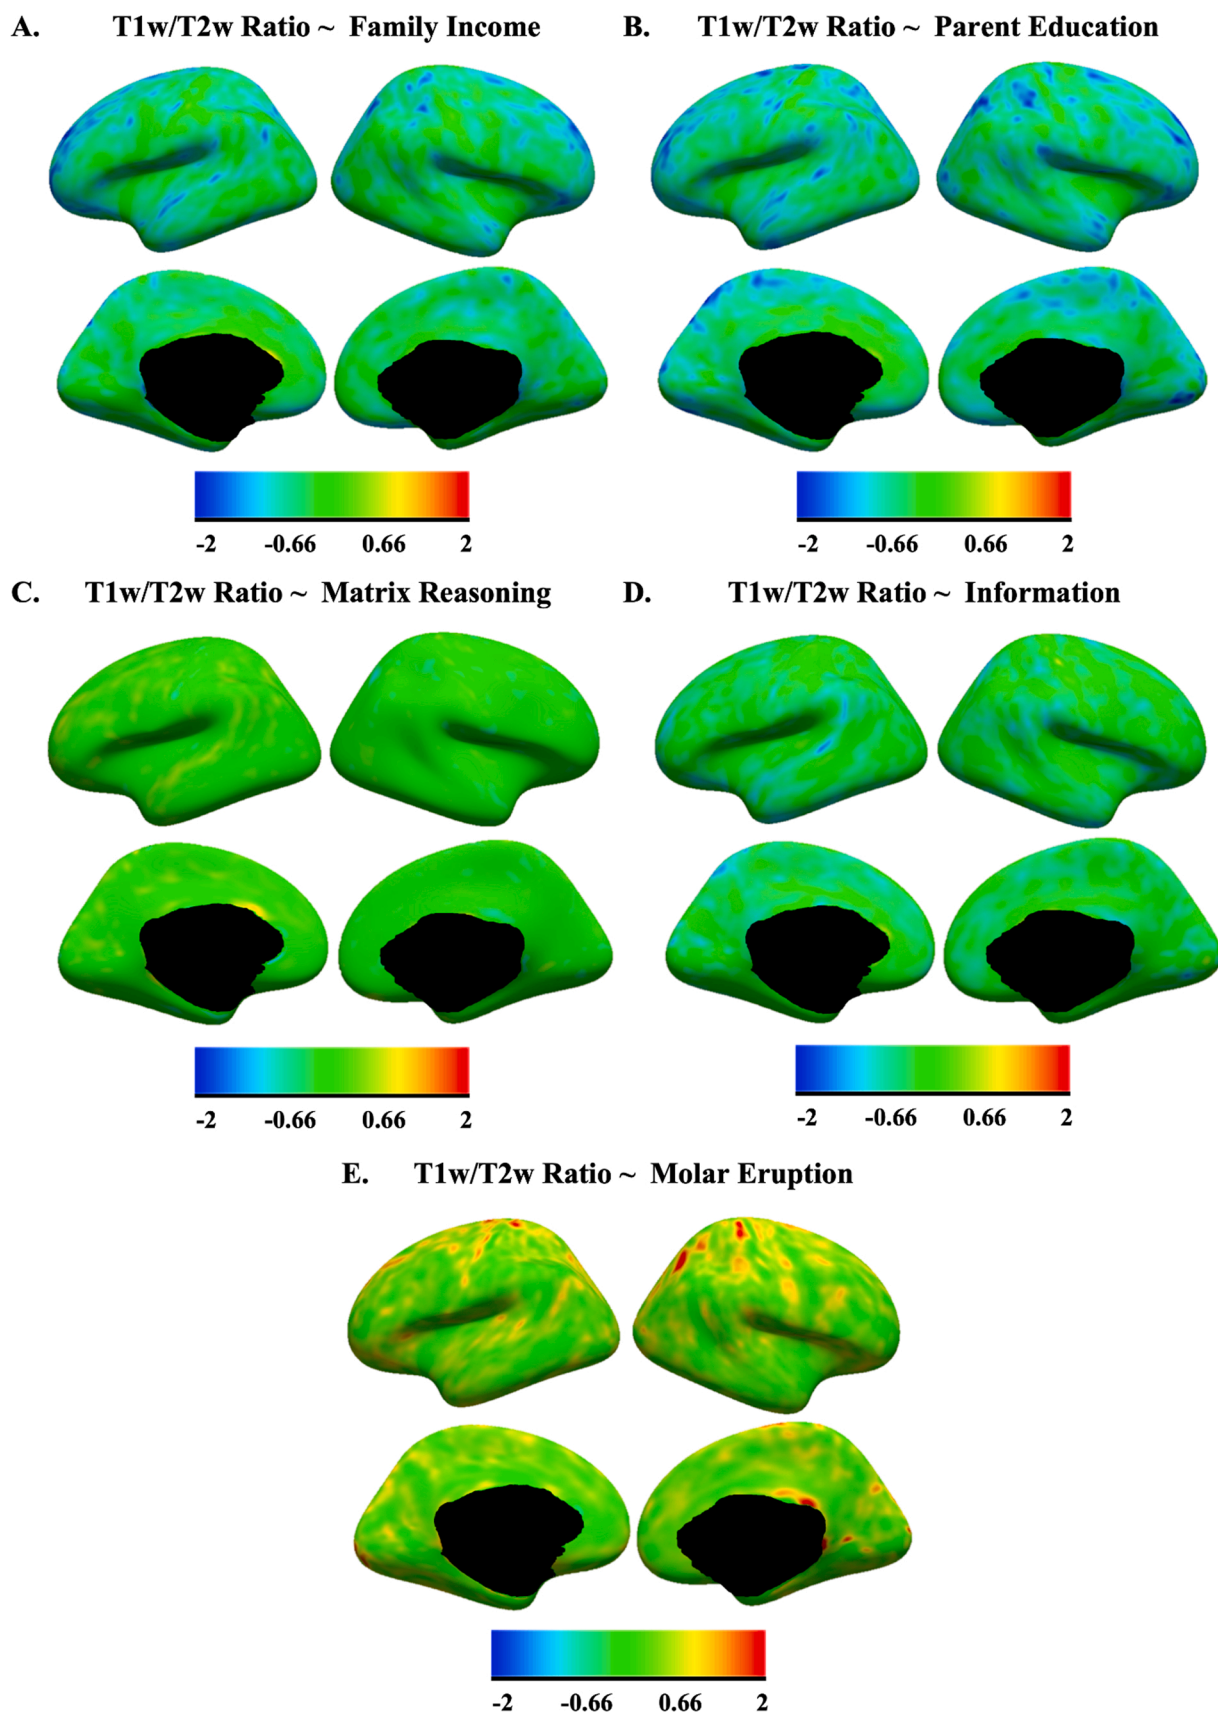 A. T1w/T2w Ratio ~ Family Income
B. T1w/T2w Ratio ~ Parent Education
-2 -0.66 0.66 2
-2 -0.66 0.66 2
C. T1w/T2w Ratio ~ Matrix Reasoning
D. T1w/T2w Ratio ~ Information
-2 -0.66 0.66 2
-2 -0.66 0.66 2
E. T1w/T2w Ratio ~ Molar Eruption
-2 -0.66 0.66 2